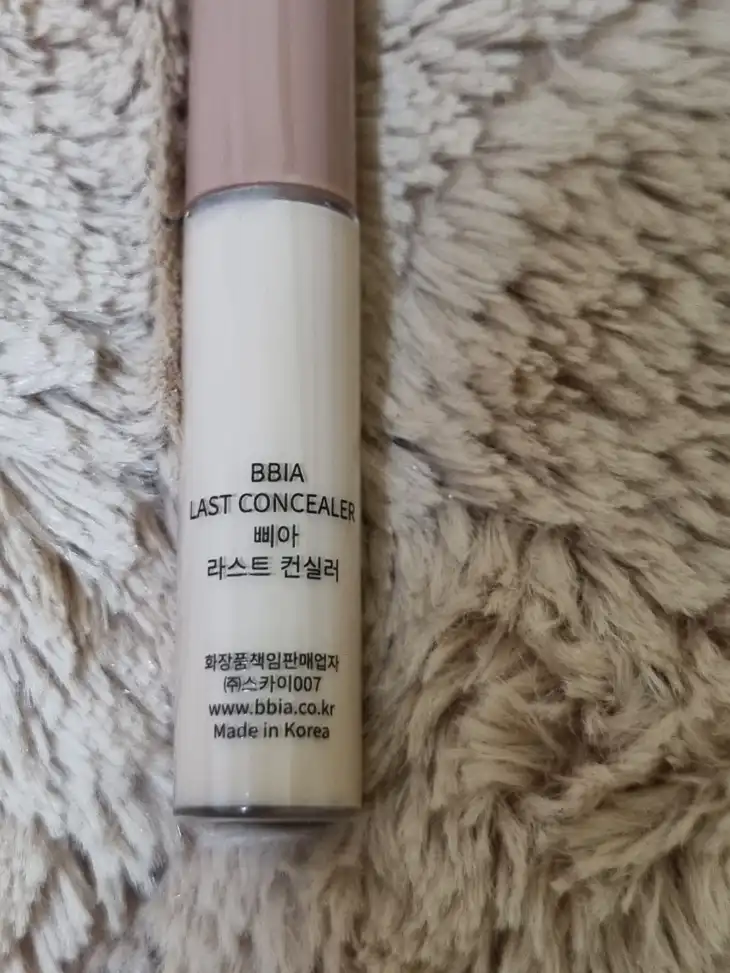 BBIA
LAST CONCEALER
삐아
라스트 컨실러
화장품책임판매업자
㈜스카이007
www.bbia.co.kr
Made in Korea